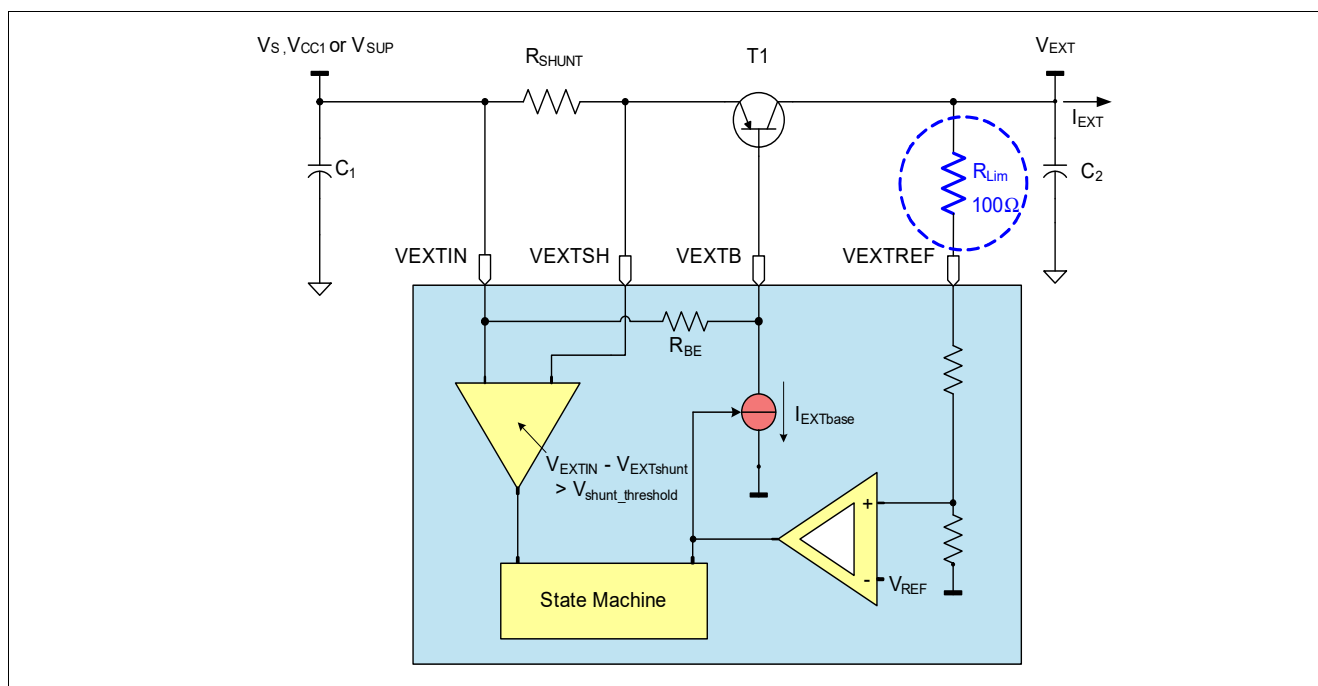 VS,VCC1 or VSUP
RSHUNT
T1
VEXT
IEXT
C1
RLim
100Ω
C2
VEXTIN
VEXTSH
VEXTB
VEXTREF
RBE
IEXTbase
VEXTIN - VEXTshunt
> Vshunt_threshold
+
-
VREF
State Machine